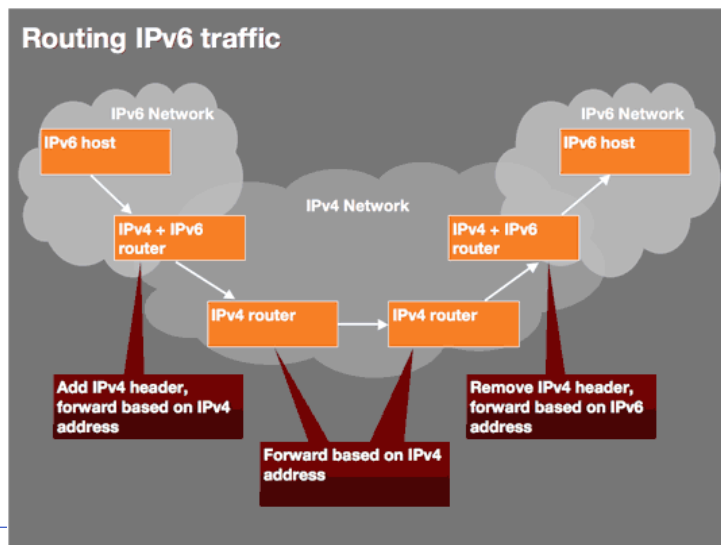 Routing IPv6 traffic
IPv6 Network
IPv6 host
IPv6 Network
IPv6 host
IPv4 Network
IPv4 + IPv6
router
IPv4 + IPv6
router
IPv4 router
IPv4 router
Add IPv4 header,
forward based on IPv4
address
Remove IPv4 header,
forward based on IPv6
address
Forward based on IPv4
address